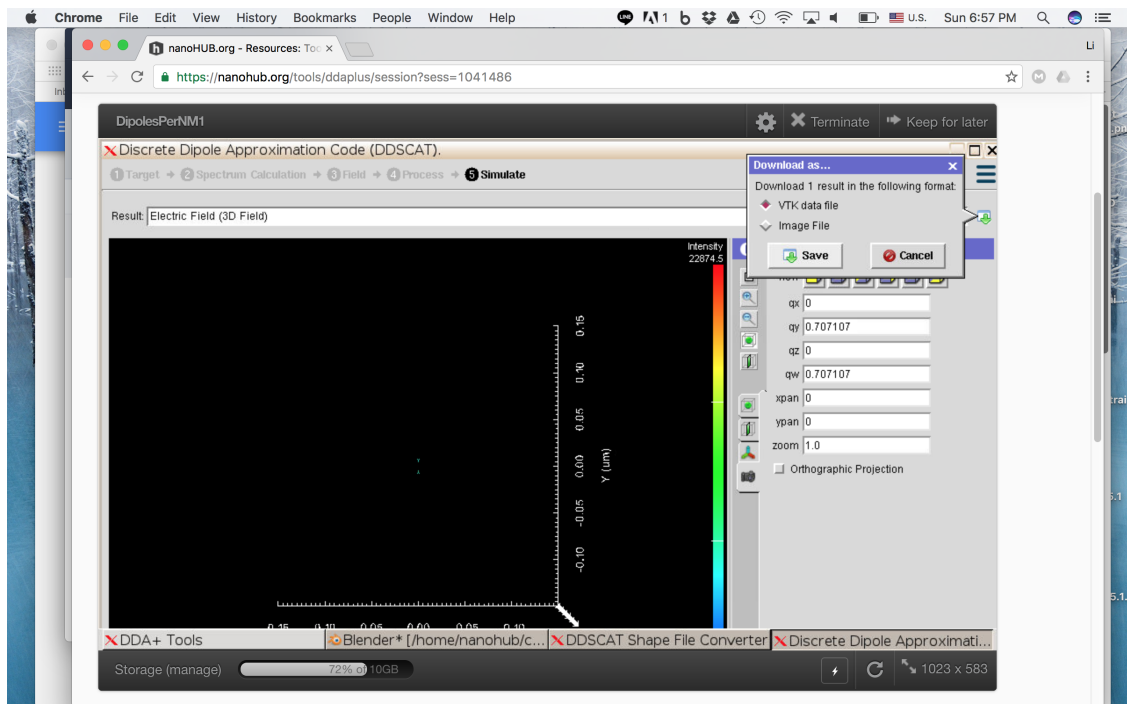 Chrome File Edit View History Bookmarks People Window Help 1 U.S. Sun 6:57 PM
nanoHUB.org - Resources: Too × Li
https://nanohub.org/tools/ddaplus/session?sess=1041486
DipolesPerNM1 Terminate Keep for later
Discrete Dipole Approximation Code (DDSCAT).
1 Target → 2 Spectrum Calculation → 3 Field → 4 Process → 5 Simulate
Download as...
Download 1 result in the following format:
VTK data file
Image File
Save Cancel
Result: Electric Field (3D Field)
Intensity
22874.5
qx 0
qy 0.707107
qz 0
qw 0.707107
xpan 0
ypan 0
zoom 1.0
Orthographic Projection
0.15
0.10
0.05
0.00
-0.05
-0.10
Y (um)
DDA+ Tools
Blender* [/home/nanohub/c...
DDSCAT Shape File Converter
Discrete Dipole Approximati...
Storage (manage) 72% of 10GB 1023 x 583